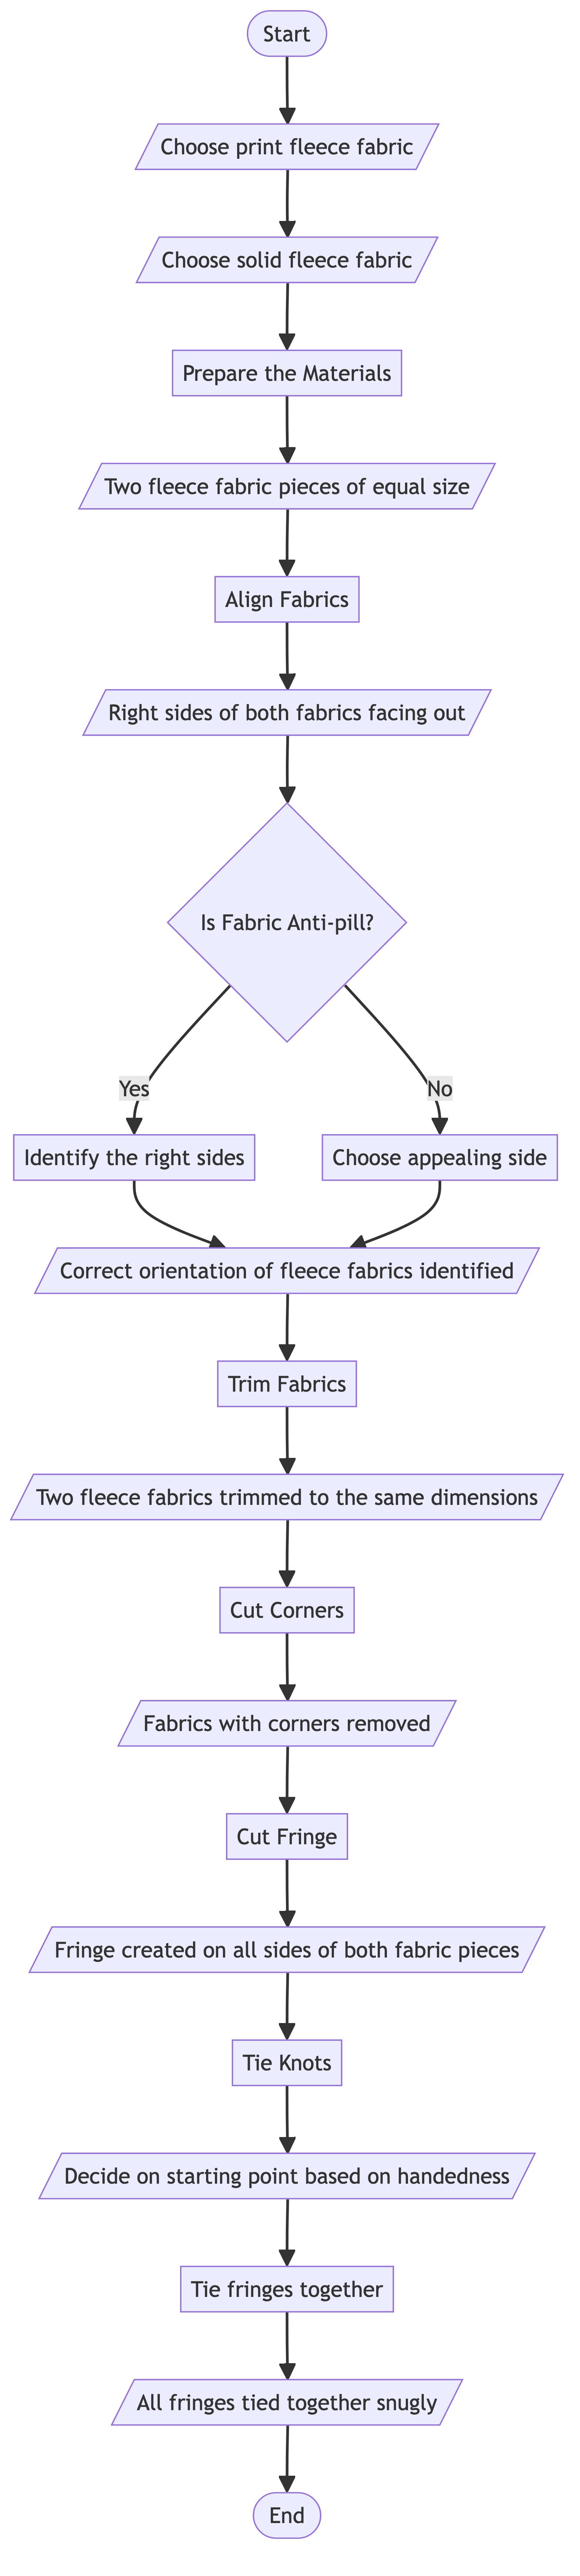 Start
Choose print fleece fabric
Choose solid fleece fabric
Prepare the Materials
Two fleece fabric pieces of equal size
Align Fabrics
Right sides of both fabrics facing out
Is Fabric Anti-pill?
Yes
No
Identify the right sides
Choose appealing side
Correct orientation of fleece fabrics identified
Trim Fabrics
Two fleece fabrics trimmed to the same dimensions
Cut Corners
Fabrics with corners removed
Cut Fringe
Fringe created on all sides of both fabric pieces
Tie Knots
Decide on starting point based on handedness
Tie fringes together
All fringes tied together snugly
End